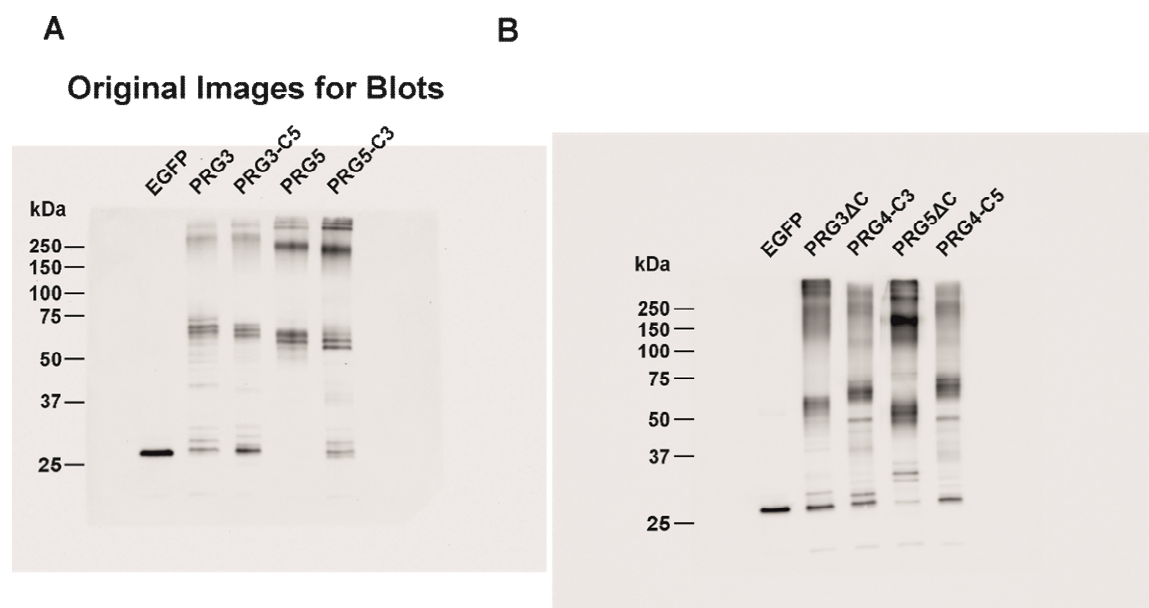 A
B
Original Images for Blots
EGFP
PRG3
PRG3-C5
PRG5
PRG5-C3
kDa
250
150
100
75
50
37
25
EGFP
PRG3ΔC
PRG4-C3
PRG5ΔC
PRG4-C5
kDa
250
150
100
75
50
37
25